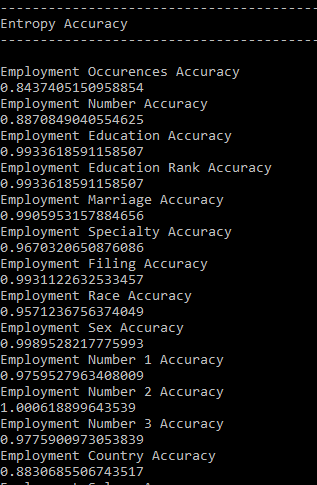 ----------------------------------------
Entropy Accuracy
----------------------------------------
Employment Occurences Accuracy
0.8437405150958854
Employment Number Accuracy
0.8870849040554625
Employment Education Accuracy
0.9933618591158507
Employment Education Rank Accuracy
0.9933618591158507
Employment Marriage Accuracy
0.9905953157884656
Employment Specialty Accuracy
0.9670320650876086
Employment Filing Accuracy
0.9931122632533457
Employment Race Accuracy
0.9571236756374049
Employment Sex Accuracy
0.9989528217775993
Employment Number 1 Accuracy
0.9759527963408009
Employment Number 2 Accuracy
1.000618899643539
Employment Number 3 Accuracy
0.9775900973053839
Employment Country Accuracy
0.8830685506743517